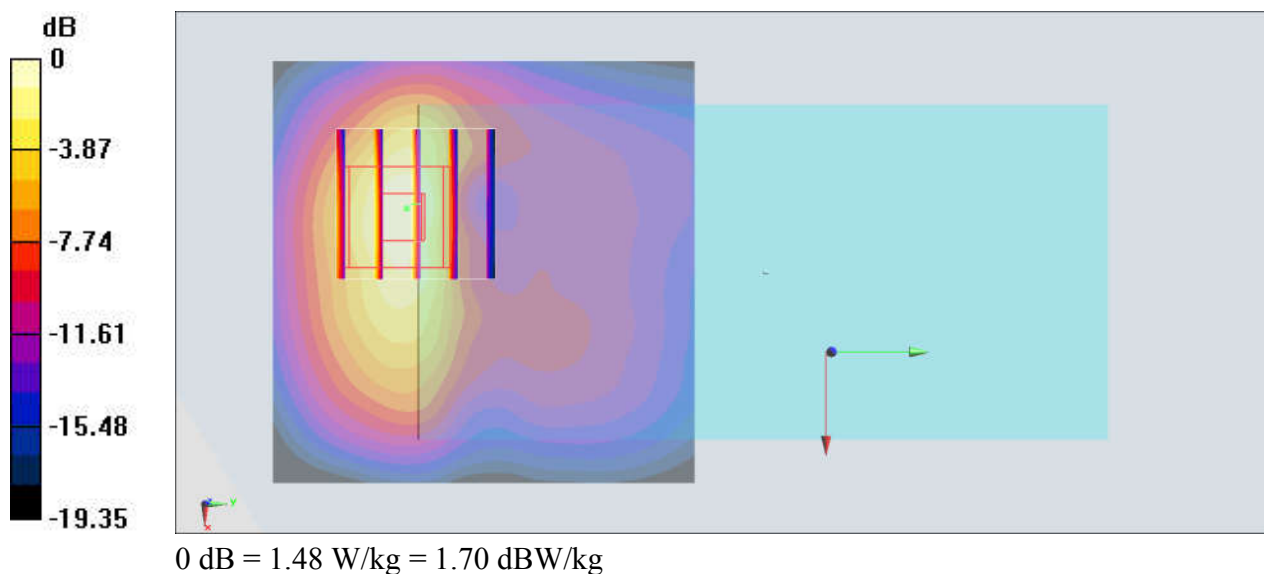 dB
0
-3.87
-7.74
-11.61
-15.48
-19.35
z
y
x
0 dB = 1.48 W/kg = 1.70 dBW/kg